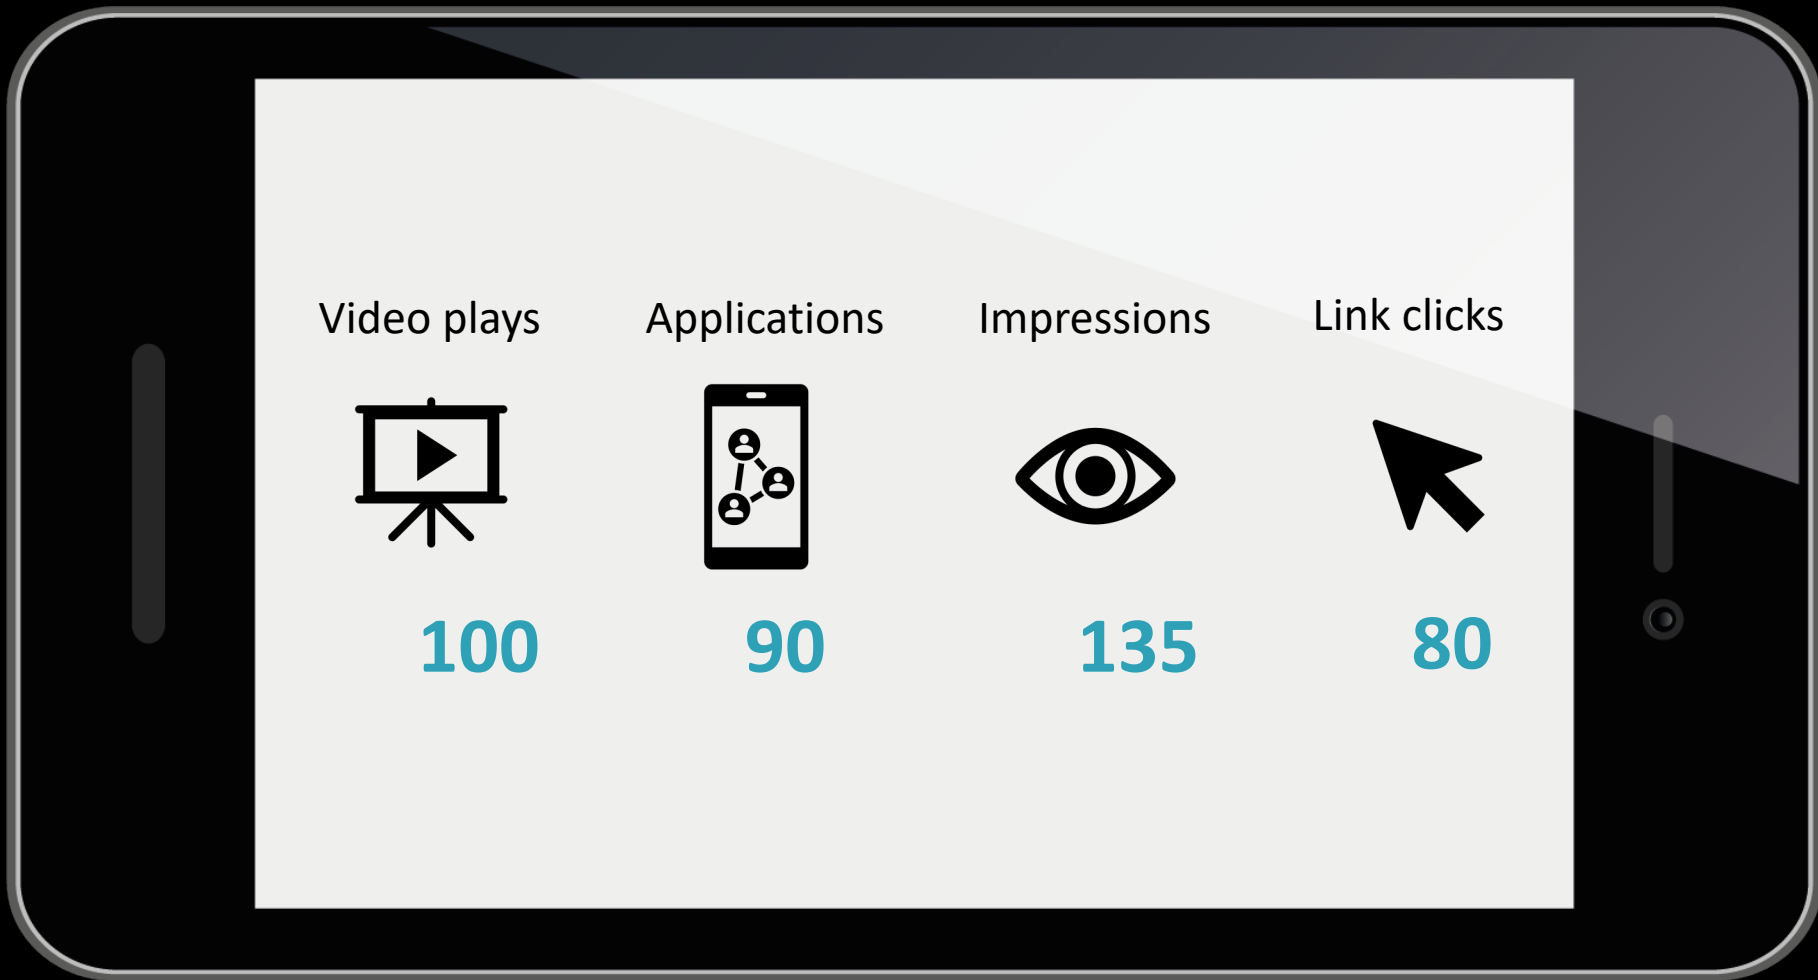 Video plays
Applications
Impressions
Link clicks
100
90
135
80